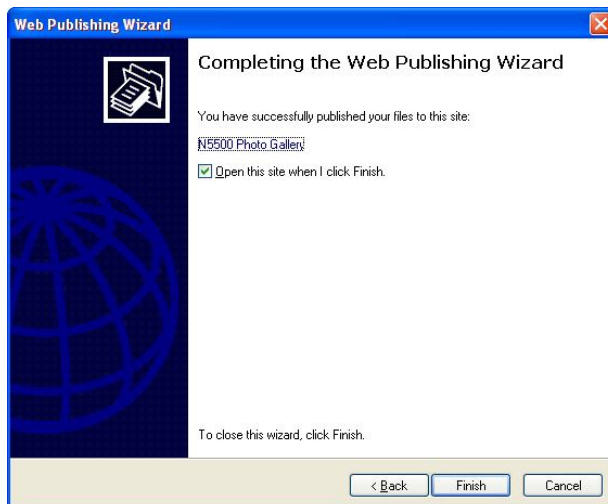 Web Publishing Wizard
Completing the Web Publishing Wizard
You have successfully published your files to this site:
N5500 Photo Gallery
Open this site when I click Finish.
To close this wizard, click Finish.
< Back
Finish
Cancel